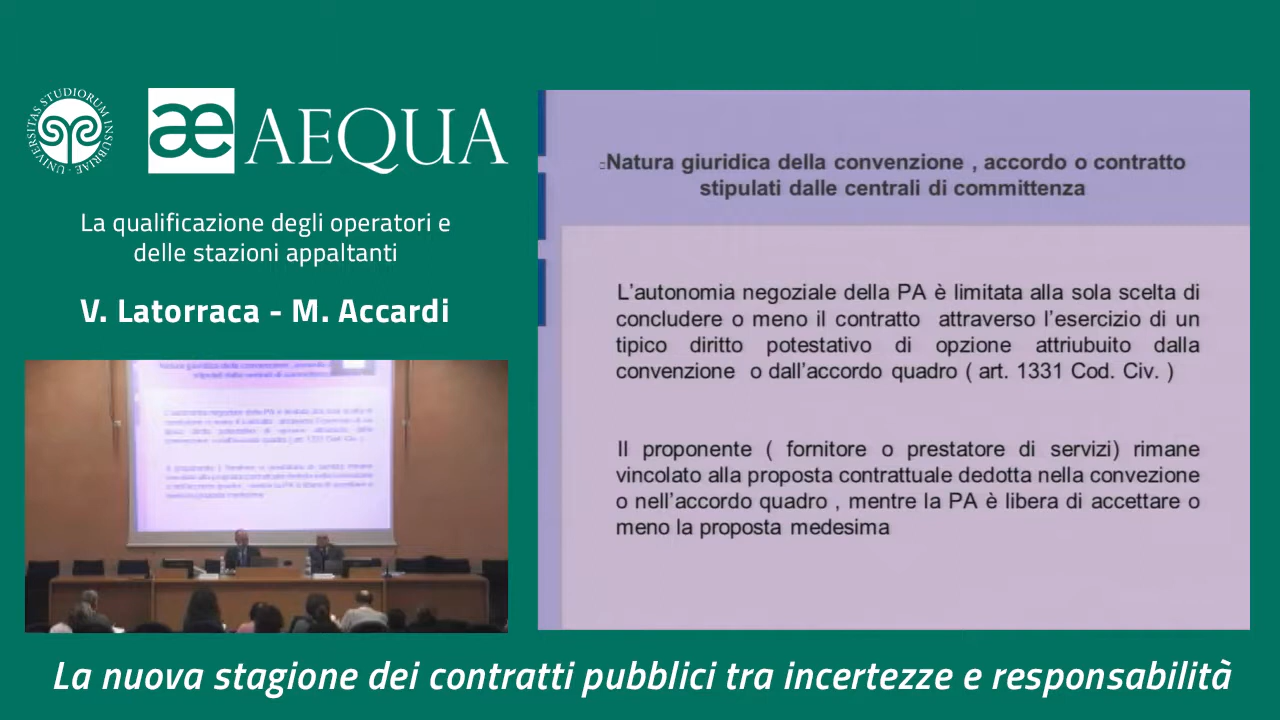 UNIVERSITAS STUDIORUM INSUBRIAE
æ AEQUA
La qualificazione degli operatori e
delle stazioni appaltanti
V. Latorraca - M. Accardi
Natura giuridica della convenzione , accordo o contratto
stipulati dalle centrali di committenza
L'autonomia negoziale della PA è limitata alla sola scelta di
concludere o meno il contratto attraverso l'esercizio di un
tipico diritto potestativo di opzione attriubuito dalla
convenzione o dall'accordo quadro ( art. 1331 Cod. Civ. )
Il proponente ( fornitore o prestatore di servizi) rimane
vincolato alla proposta contrattuale dedotta nella convezione
o nell'accordo quadro , mentre la PA è libera di accettare o
meno la proposta medesima
La nuova stagione dei contratti pubblici tra incertezze e responsabilità